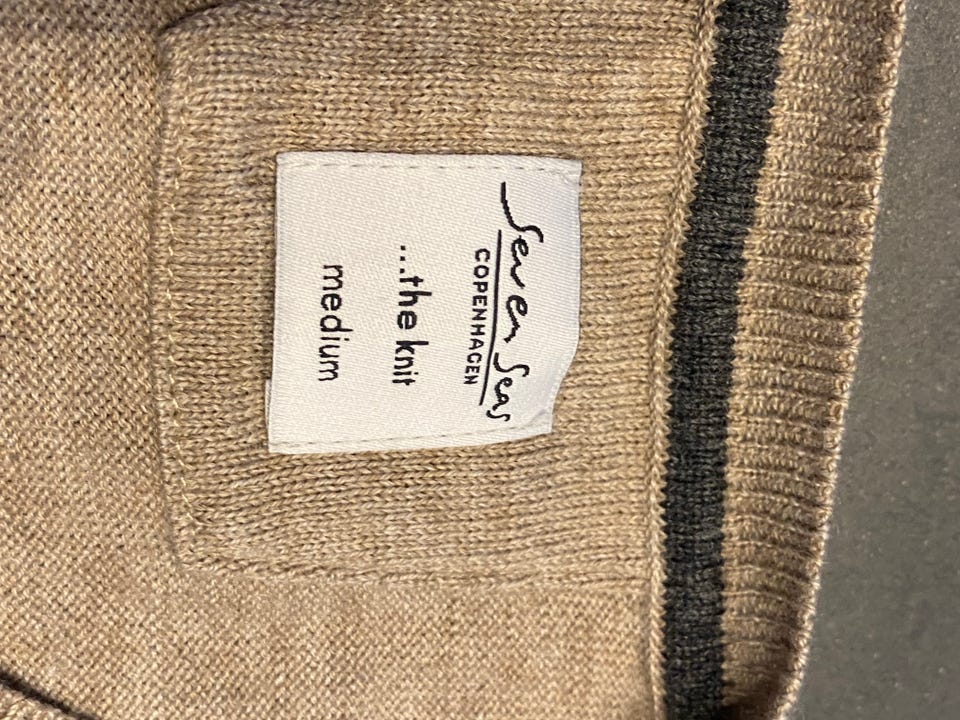 Seven Seas
COPENHAGEN
...the knit
medium